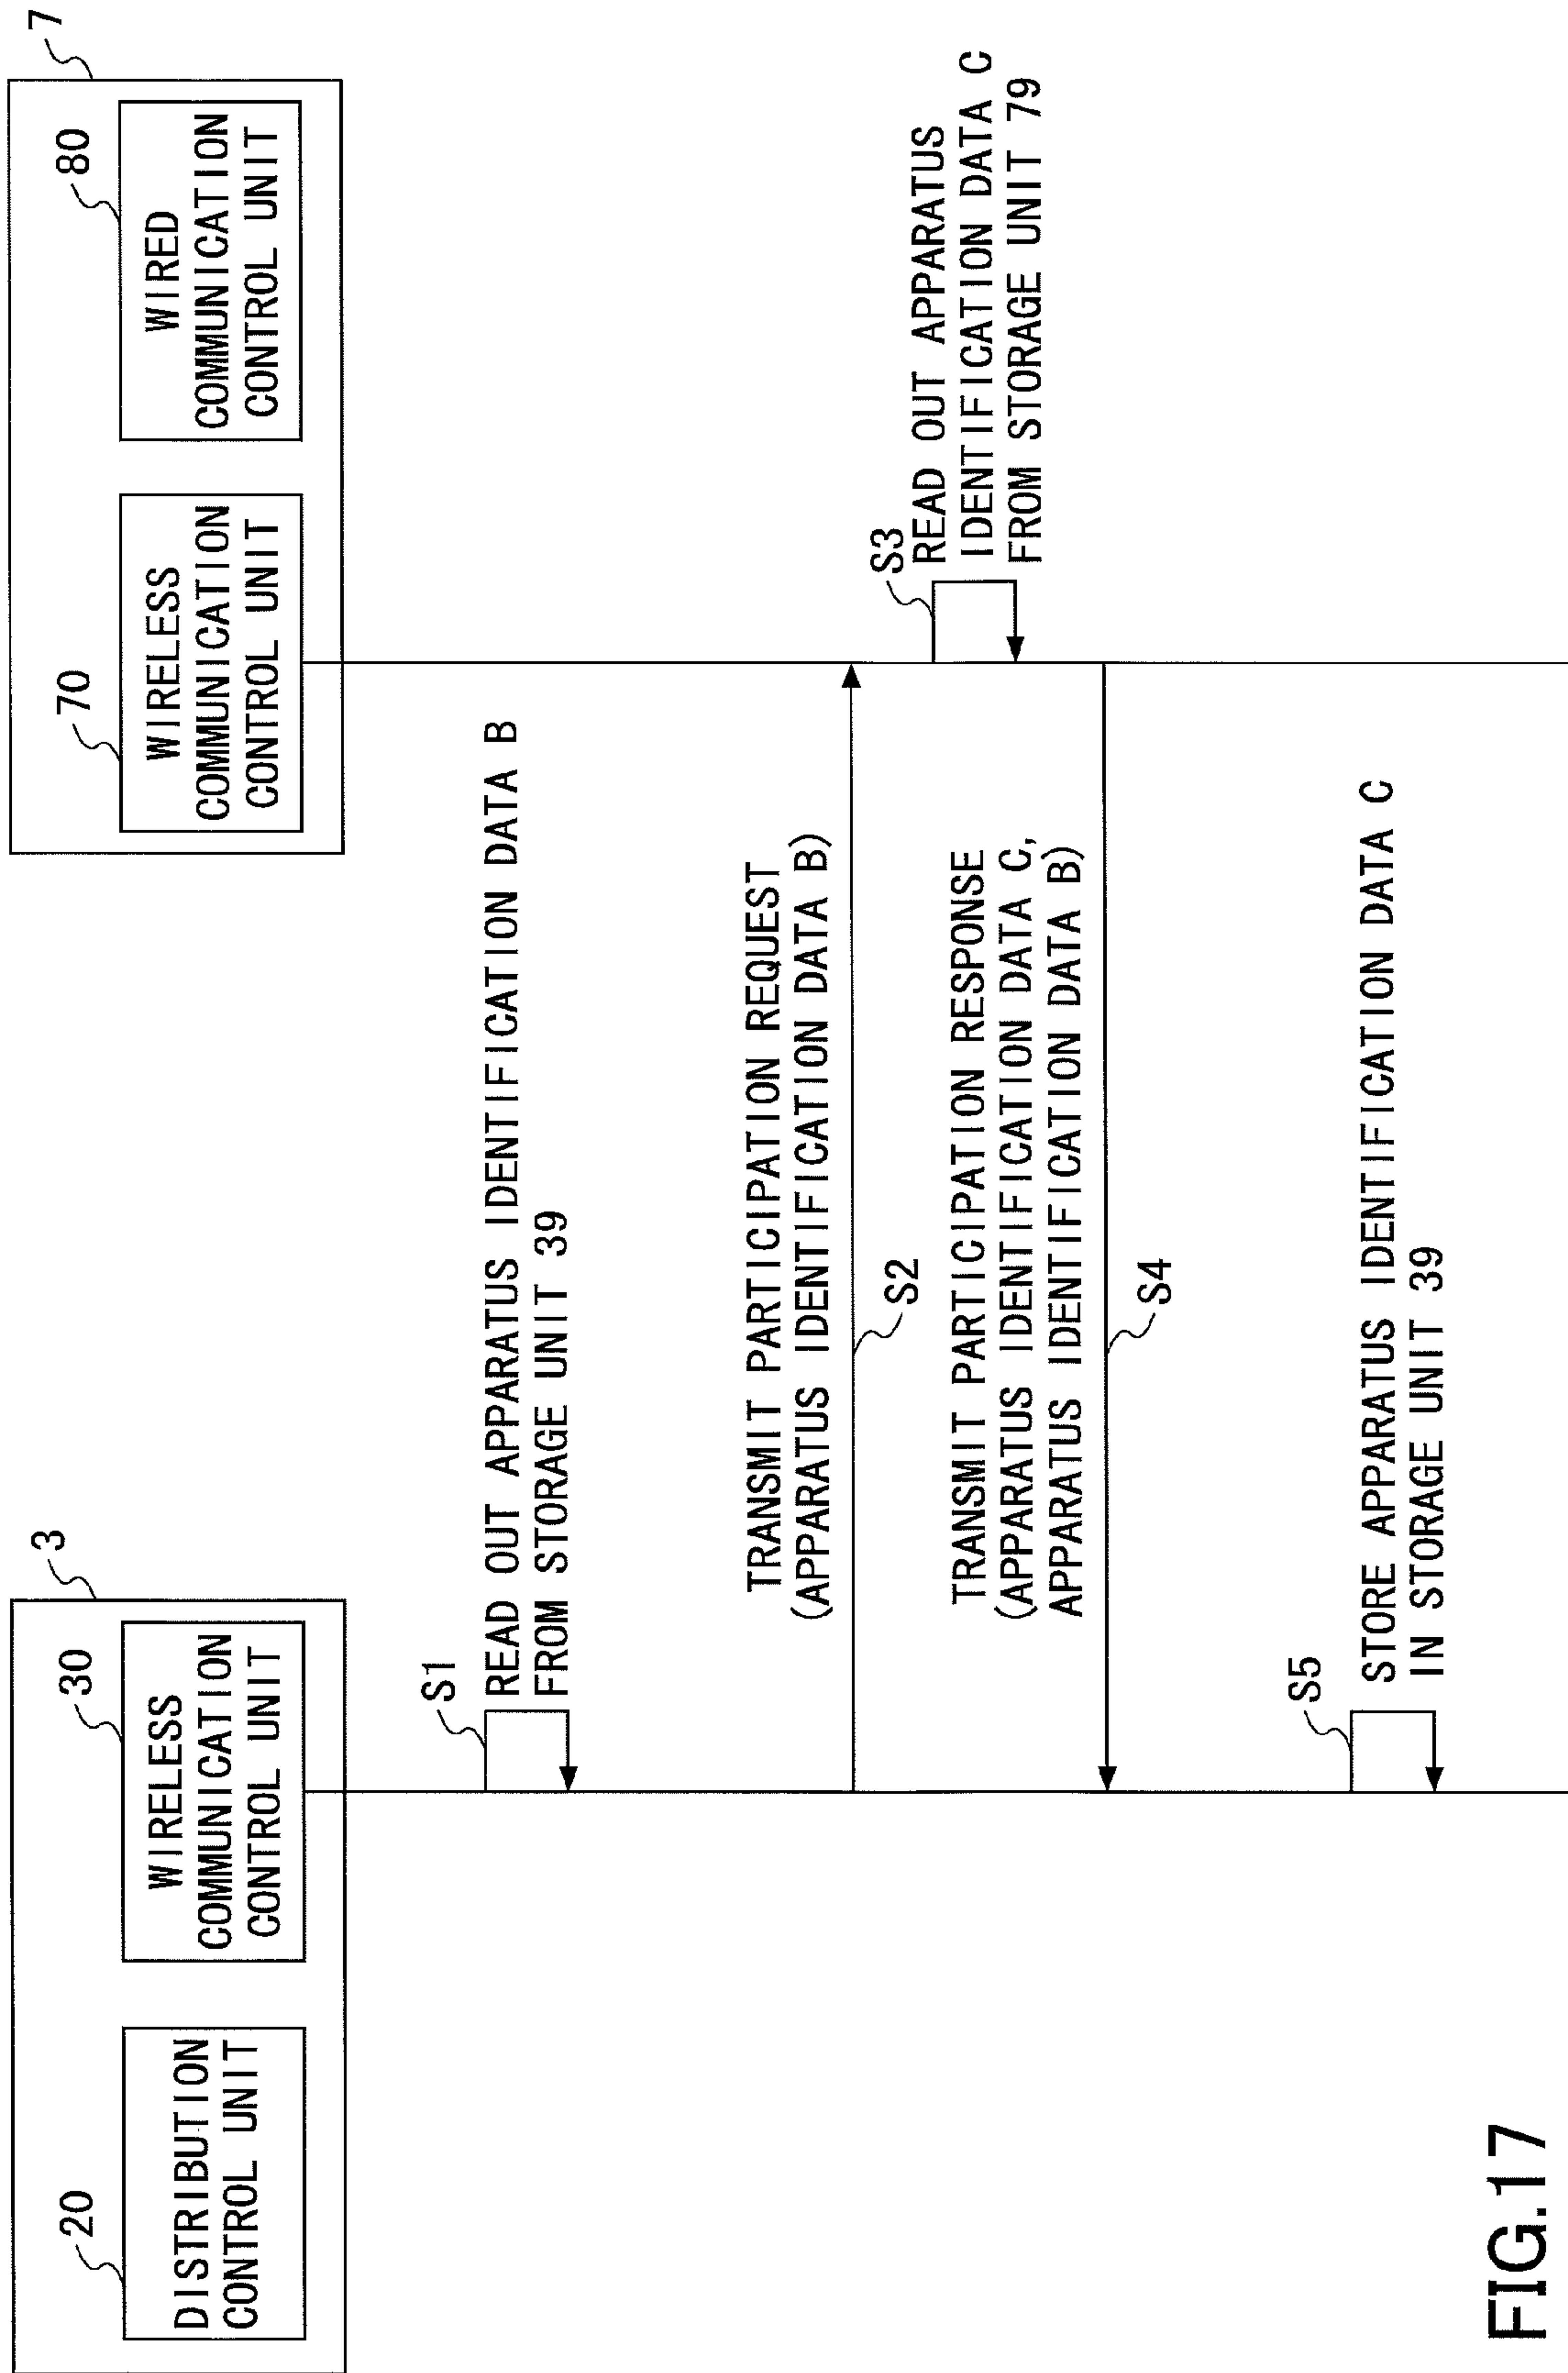 3
20
DISTRIBUTION
CONTROL UNIT
30
WIRELESS
COMMUNICATION
CONTROL UNIT
7
70
WIRELESS
COMMUNICATION
CONTROL UNIT
80
WIRED
COMMUNICATION
CONTROL UNIT
S1
READ OUT APPARATUS IDENTIFICATION DATA B
FROM STORAGE UNIT 39
TRANSMIT PARTICIPATION REQUEST
(APPARATUS IDENTIFICATION DATA B)
S2
S3
READ OUT APPARATUS
IDENTIFICATION DATA C
FROM STORAGE UNIT 79
TRANSMIT PARTICIPATION RESPONSE
(APPARATUS IDENTIFICATION DATA C,
APPARATUS IDENTIFICATION DATA B)
S4
S5
STORE APPARATUS IDENTIFICATION DATA C
IN STORAGE UNIT 39
FIG.17